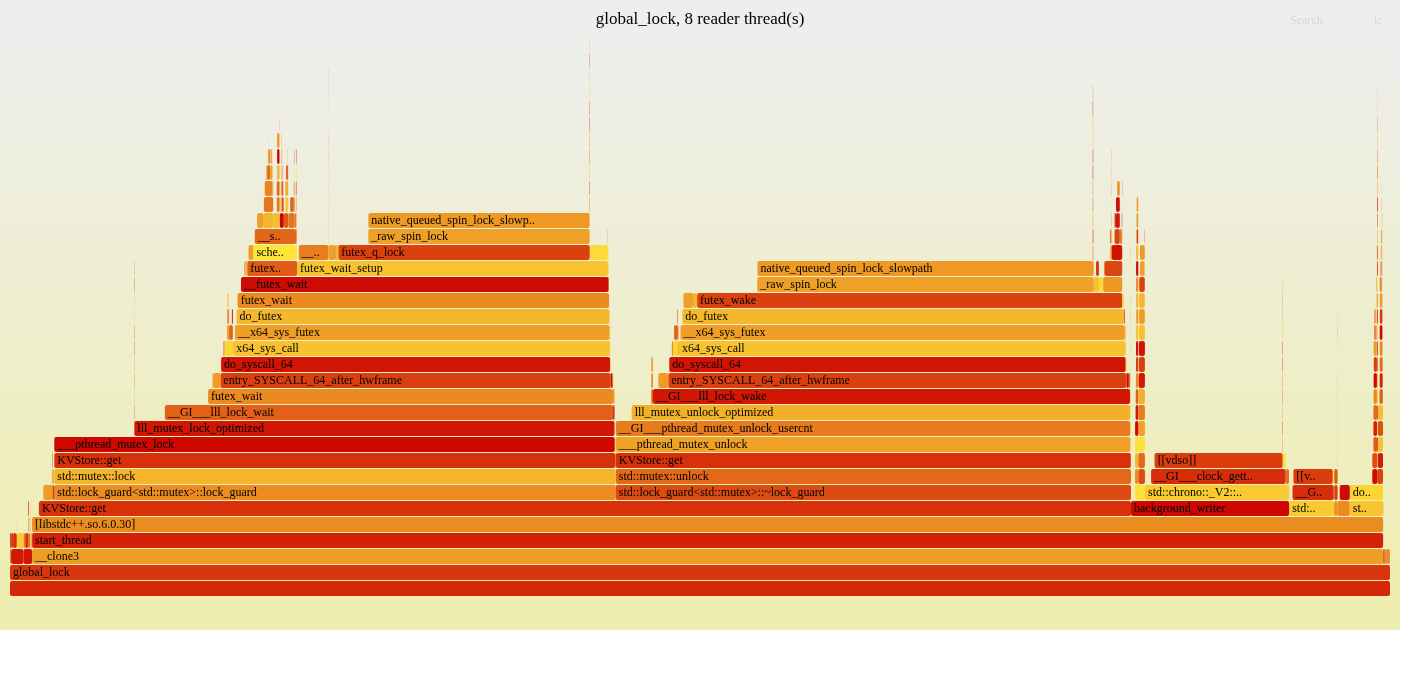 global_lock, 8 reader thread(s)
Search
ic
native_queued_spin_lock_slowp..
__s..
_raw_spin_lock
sche..
__..
futex_q_lock
futex..
futex_wait_setup
native_queued_spin_lock_slowpath
__futex_wait
_raw_spin_lock
futex_wait
futex_wake
do_futex
do_futex
__x64_sys_futex
__x64_sys_futex
x64_sys_call
x64_sys_call
do_syscall_64
do_syscall_64
entry_SYSCALL_64_after_hwframe
entry_SYSCALL_64_after_hwframe
futex_wait
__GI___lll_lock_wake
__GI___lll_lock_wait
lll_mutex_unlock_optimized
lll_mutex_lock_optimized
__GI___pthread_mutex_unlock_usercnt
___pthread_mutex_lock
___pthread_mutex_unlock
KVStore::get
KVStore::get
[[vdso]]
std::mutex::lock
std::mutex::unlock
__GI___clock_gett..
[[v..
std::lock_guard<std::mutex>::lock_guard
std::lock_guard<std::mutex>::~lock_guard
std::chrono::_V2::..
__G..
do..
KVStore::get
background_writer
std:..
st..
[libstdc++.so.6.0.30]
start_thread
__clone3
global_lock